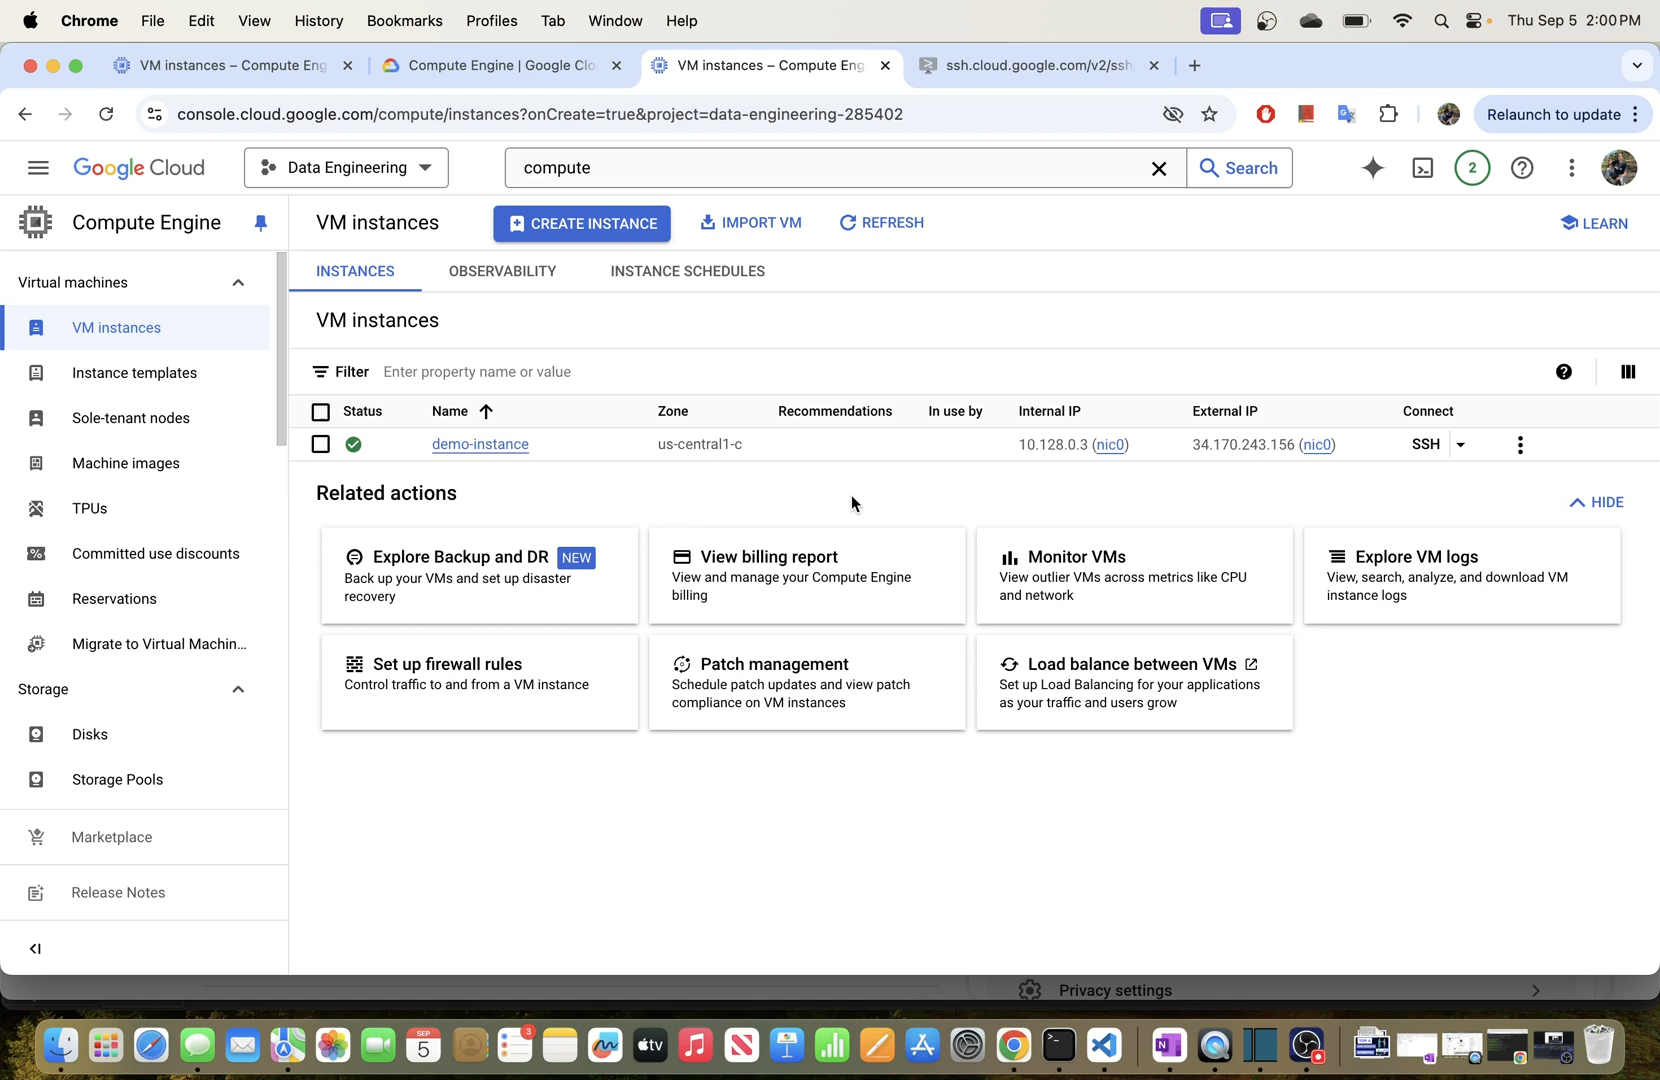 Chrome File Edit View History Bookmarks Profiles Tab Window Help Thu Sep 5 2:00 PM
VM instances – Compute Eng Compute Engine | Google Clo VM instances – Compute Eng ssh.cloud.google.com/v2/ssh
console.cloud.google.com/compute/instances?onCreate=true&project=data-engineering-285402 Relaunch to update
Google Cloud Data Engineering compute Search 2
Compute Engine VM instances CREATE INSTANCE IMPORT VM REFRESH LEARN
Virtual machines
VM instances
Instance templates
Sole-tenant nodes
Machine images
TPUs
Committed use discounts
Reservations
Migrate to Virtual Machin...
Storage
Disks
Storage Pools
Marketplace
Release Notes
INSTANCES OBSERVABILITY INSTANCE SCHEDULES
VM instances
Filter Enter property name or value
Status Name Zone Recommendations In use by Internal IP External IP Connect
demo-instance us-central1-c 10.128.0.3 (nic0) 34.170.243.156 (nic0) SSH
Related actions
HIDE
Explore Backup and DR NEW
Back up your VMs and set up disaster
recovery
View billing report
View and manage your Compute Engine
billing
Monitor VMs
View outlier VMs across metrics like CPU
and network
Explore VM logs
View, search, analyze, and download VM
instance logs
Set up firewall rules
Control traffic to and from a VM instance
Patch management
Schedule patch updates and view patch
compliance on VM instances
Load balance between VMs
Set up Load Balancing for your applications
as your traffic and users grow
Privacy settings
SEP
5
3
tv